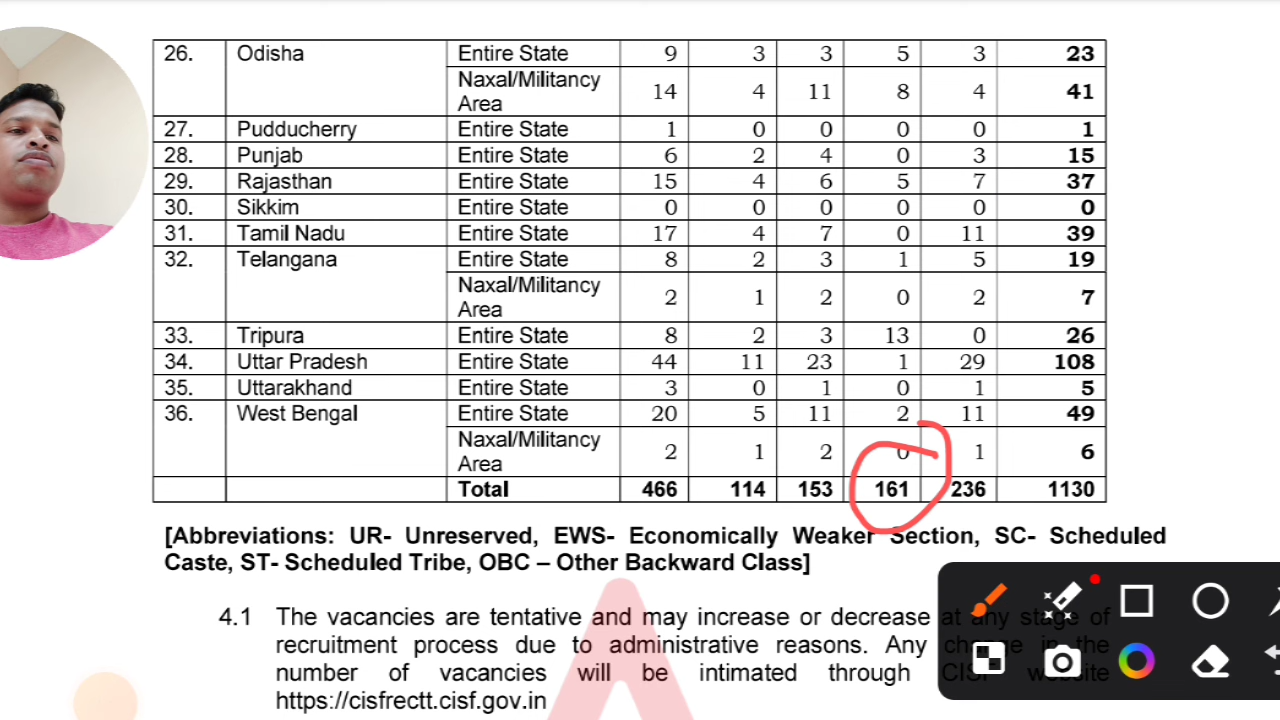 26. Odisha Entire State 9 3 3 5 3 23
Naxal/Militancy Area 14 4 11 8 4 41
27. Pudducherry Entire State 1 0 0 0 0 1
28. Punjab Entire State 6 2 4 0 3 15
29. Rajasthan Entire State 15 4 6 5 7 37
30. Sikkim Entire State 0 0 0 0 0 0
31. Tamil Nadu Entire State 17 4 7 0 11 39
32. Telangana Entire State 8 2 3 1 5 19
Naxal/Militancy Area 2 1 2 0 2 7
33. Tripura Entire State 8 2 3 13 0 26
34. Uttar Pradesh Entire State 44 11 23 1 29 108
35. Uttarakhand Entire State 3 0 1 0 1 5
36. West Bengal Entire State 20 5 11 2 11 49
Naxal/Militancy Area 2 1 2 0 1 6
Total 466 114 153 161 236 1130
[Abbreviations: UR- Unreserved, EWS- Economically Weaker Section, SC- Scheduled
Caste, ST- Scheduled Tribe, OBC – Other Backward Class]
4.1 The vacancies are tentative and may increase or decrease at any stage of
recruitment process due to administrative reasons. Any change in the
number of vacancies will be intimated through CISF website
https://cisfrectt.cisf.gov.in